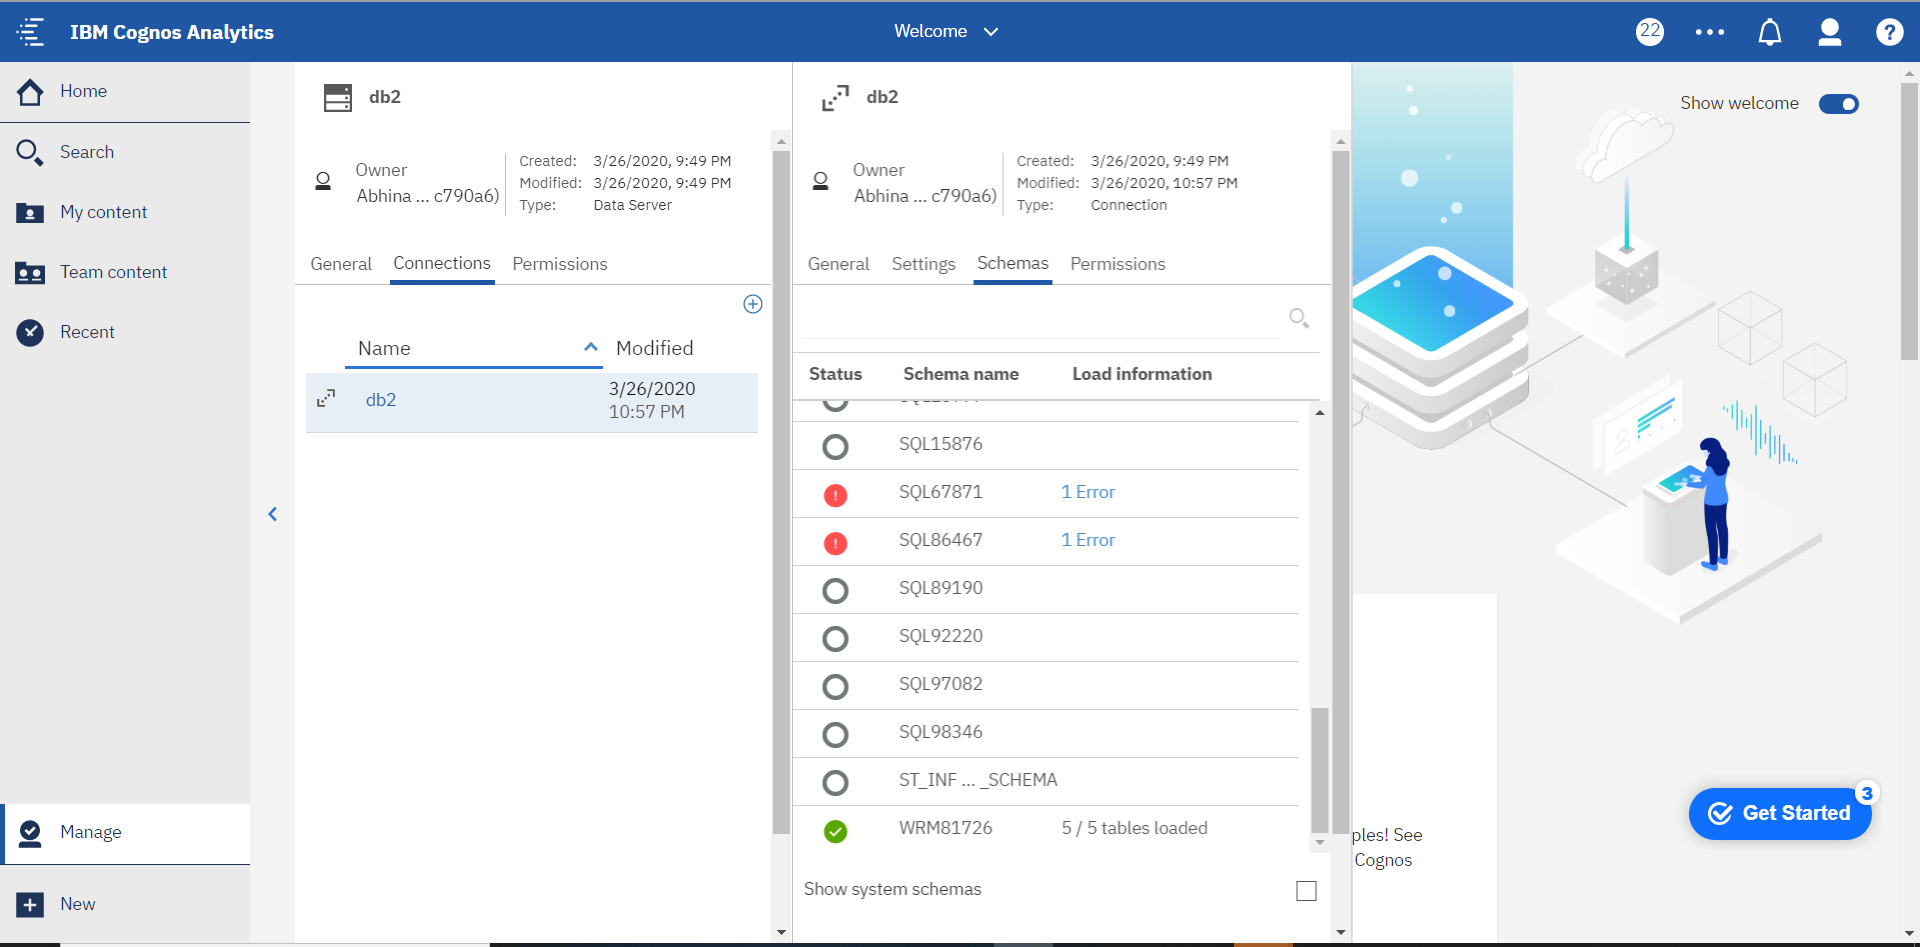 IBM Cognos Analytics
Welcome
22
?
Home
Search
My content
Team content
Recent
Manage
New
db2
Owner
Abhina ... c790a6)
Created: 3/26/2020, 9:49 PM
Modified: 3/26/2020, 9:49 PM
Type: Data Server
General Connections Permissions
Name Modified
db2 3/26/2020
10:57 PM
db2
Owner
Abhina ... c790a6)
Created: 3/26/2020, 9:49 PM
Modified: 3/26/2020, 10:57 PM
Type: Connection
General Settings Schemas Permissions
Status Schema name Load information
SQL15876
SQL67871 1 Error
SQL86467 1 Error
SQL89190
SQL92220
SQL97082
SQL98346
ST_INF ... _SCHEMA
WRM81726 5 / 5 tables loaded
Show system schemas
Show welcome
ples! See
Cognos
Get Started
3